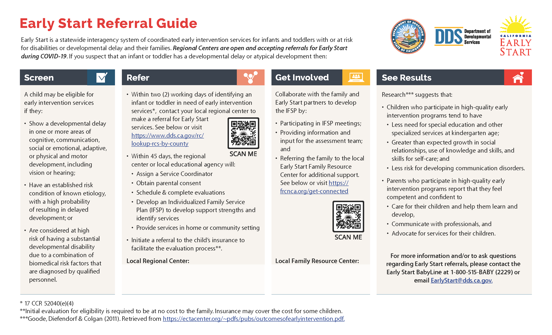 Early Start Referral Guide
Early Start is a statewide interagency system of coordinated early intervention services for infants and toddlers with or at risk
for disabilities or developmental delay and their families. Regional Centers are open and accepting referrals for Early Start
during COVID-19. If you suspect that an infant or toddler has a developmental delay or atypical development then:
DDS
Department of
Developmental
Services
CALIFORNIA
EARLY
START
Screen
A child may be eligible for
early intervention services
if they:
• Show a developmental delay
in one or more areas of
cognitive, communication,
social or emotional, adaptive,
or physical and motor
development, including
vision or hearing;
• Have an established risk
condition of known etiology,
with a high probability
of resulting in delayed
development; or
• Are considered at high
risk of having a substantial
developmental disability
due to a combination of
biomedical risk factors that
are diagnosed by qualified
personnel.
Refer
• Within two (2) working days of identifying an
infant or toddler in need of early intervention
services*, contact your local regional center to
make a referral for Early Start
services. See below or visit
https://www.dds.ca.gov/rc/
lookup-rcs-by-county
SCAN ME
• Within 45 days, the regional
center or local educational agency will:
• Assign a Service Coordinator
• Obtain parental consent
• Schedule & complete evaluations
• Develop an Individualized Family Service
Plan (IFSP) to develop support strengths and
identify services
• Provide services in home or community setting
• Initiate a referral to the child's insurance to
facilitate the evaluation process**.
Local Regional Center:
Get Involved
Collaborate with the family and
Early Start partners to develop
the IFSP by:
• Participating in IFSP meetings;
• Providing information and
input for the assessment team;
and
• Referring the family to the local
Early Start Family Resource
Center for additional support.
See below or visit https://
frcnca.org/get-connected
SCAN ME
Local Family Resource Center:
See Results
Research*** suggests that:
• Children who participate in high-quality early
intervention programs tend to have
• Less need for special education and other
specialized services at kindergarten age;
• Greater than expected growth in social
relationships, use of knowledge and skills, and
skills for self-care; and
• Less risk for developing communication disorders.
• Parents who participate in high-quality early
intervention programs report that they feel
competent and confident to
• Care for their children and help them learn and
develop,
• Communicate with professionals, and
• Advocate for services for their children.
For more information and/or to ask questions
regarding Early Start referrals, please contact the
Early Start BabyLine at 1-800-515-BABY (2229) or
email EarlyStart@dds.ca.gov.
* 17 CCR 52040(e)(4)
**Initial evaluation for eligibility is required to be at no cost to the family. Insurance may cover the cost for some children.
***Goode, Diefendorf & Colgan (2011). Retrieved from https://ectacenter.org/~pdfs/pubs/outcomesofearlyintervention.pdf.